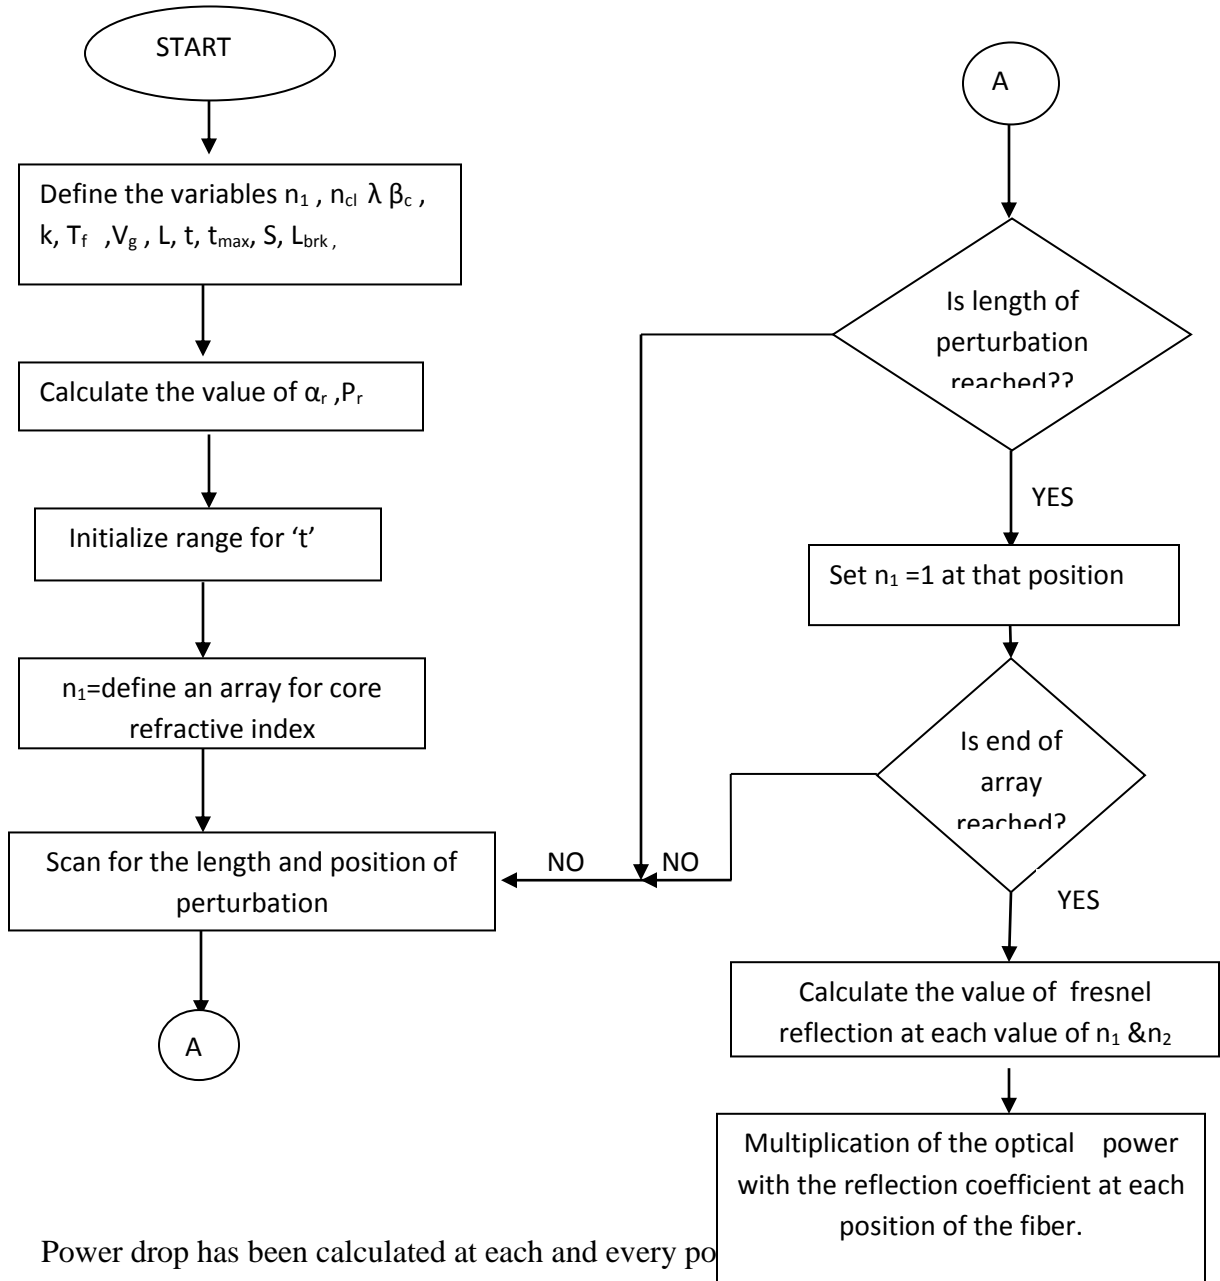 START
Define the variables n₁ , n_cl λ β_c ,
k, T_f ,V_g , L, t, t_max, S, L_brk ,
Calculate the value of α_r ,P_r
Initialize range for ‘t’
n₁=define an array for core
refractive index
Scan for the length and position of
perturbation
A
A
Is length of
perturbation
reached??
YES
Set n₁ =1 at that position
Is end of
array
reached?
NO
NO
YES
Calculate the value of fresnel
reflection at each value of n₁ &n₂
Multiplication of the optical power
with the reflection coefficient at each
position of the fiber.
Power drop has been calculated at each and every po